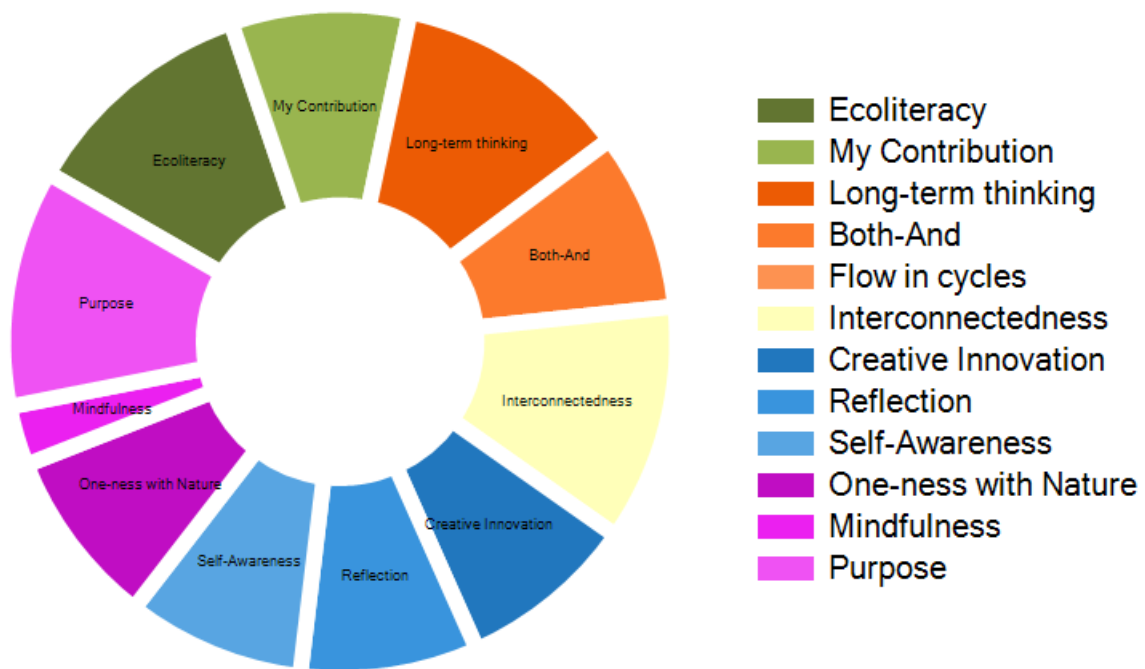 My Contribution
Long-term thinking
Ecoliteracy
Both-And
Purpose
Interconnectedness
Mindfulness
One-ness with Nature
Creative Innovation
Self-Awareness
Reflection
Ecoliteracy
My Contribution
Long-term thinking
Both-And
Flow in cycles
Interconnectedness
Creative Innovation
Reflection
Self-Awareness
One-ness with Nature
Mindfulness
Purpose